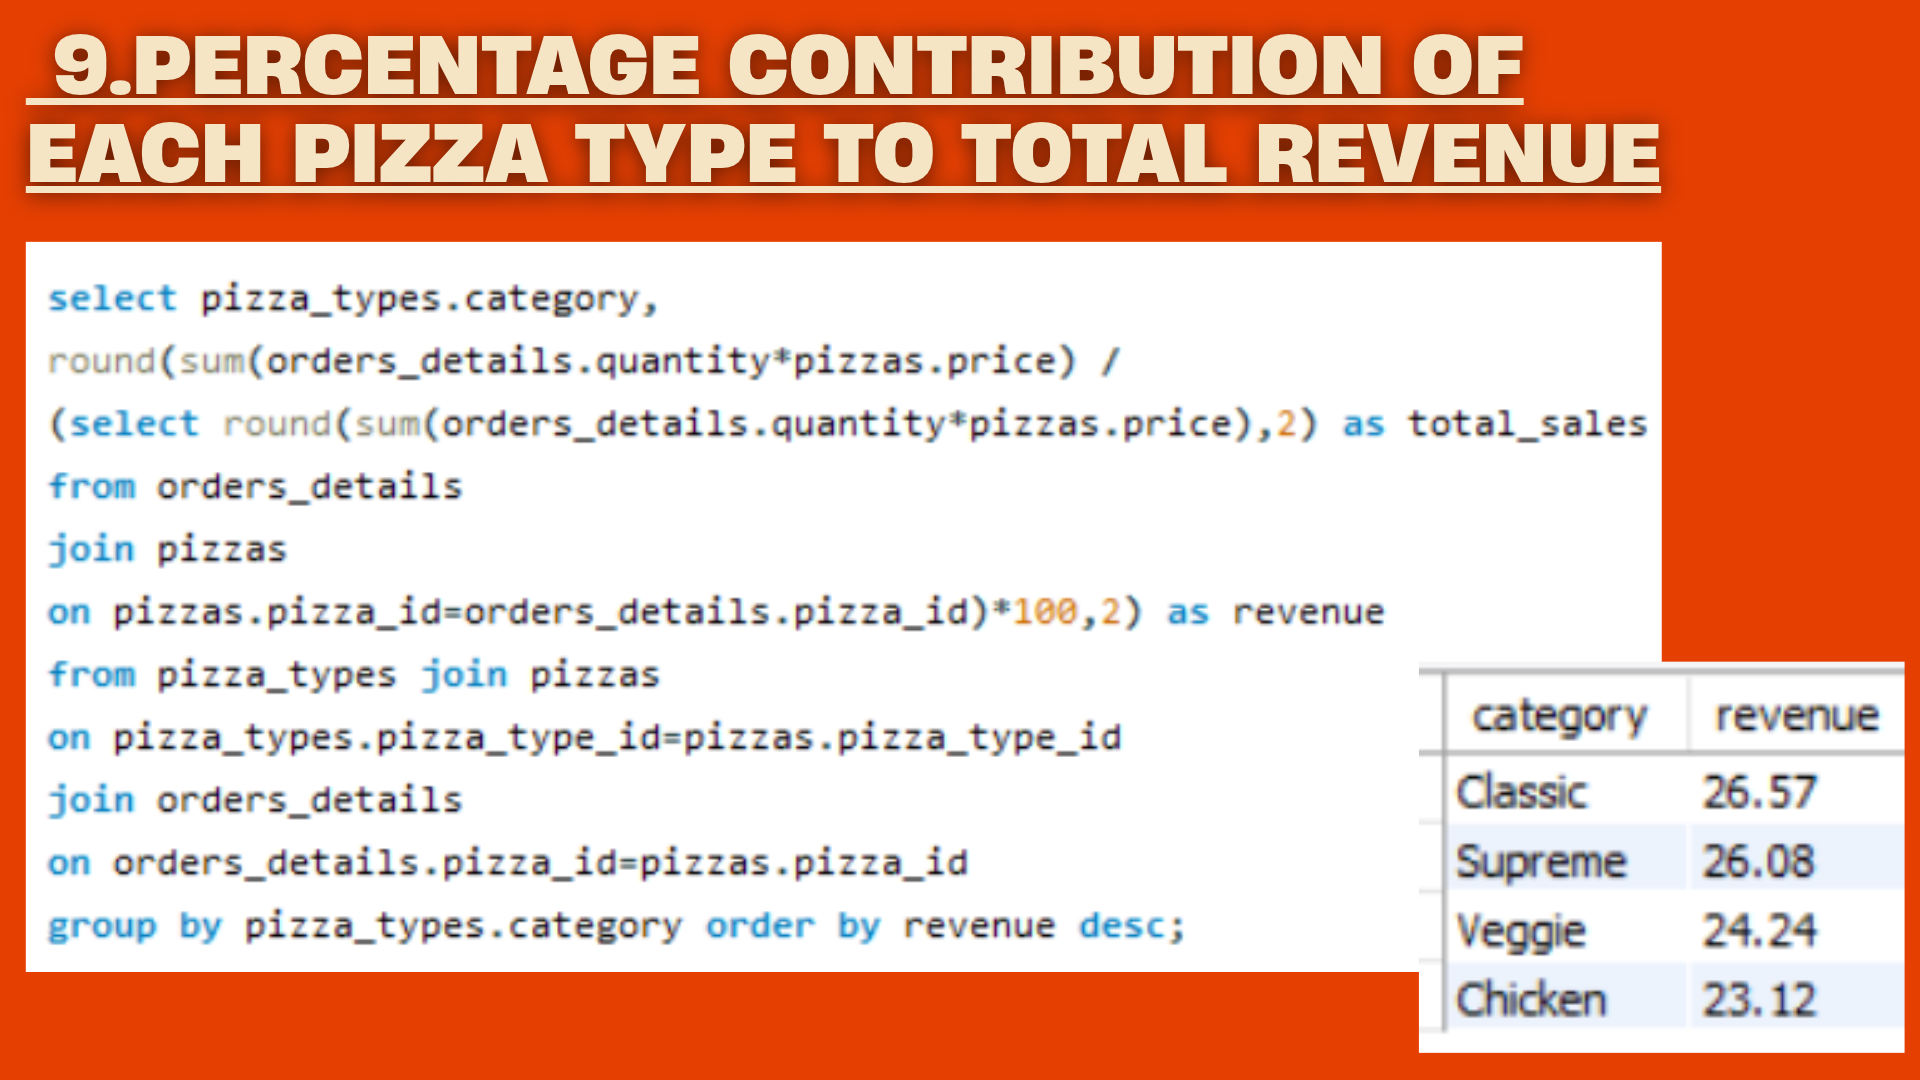 9.PERCENTAGE CONTRIBUTION OF
EACH PIZZA TYPE TO TOTAL REVENUE
select pizza_types.category,
round(sum(orders_details.quantity*pizzas.price) /
(select round(sum(orders_details.quantity*pizzas.price),2) as total_sales
from orders_details
join pizzas
on pizzas.pizza_id=orders_details.pizza_id)*100,2) as revenue
from pizza_types join pizzas
on pizza_types.pizza_type_id=pizzas.pizza_type_id
join orders_details
on orders_details.pizza_id=pizzas.pizza_id
group by pizza_types.category order by revenue desc;
category revenue
Classic 26.57
Supreme 26.08
Veggie 24.24
Chicken 23.12